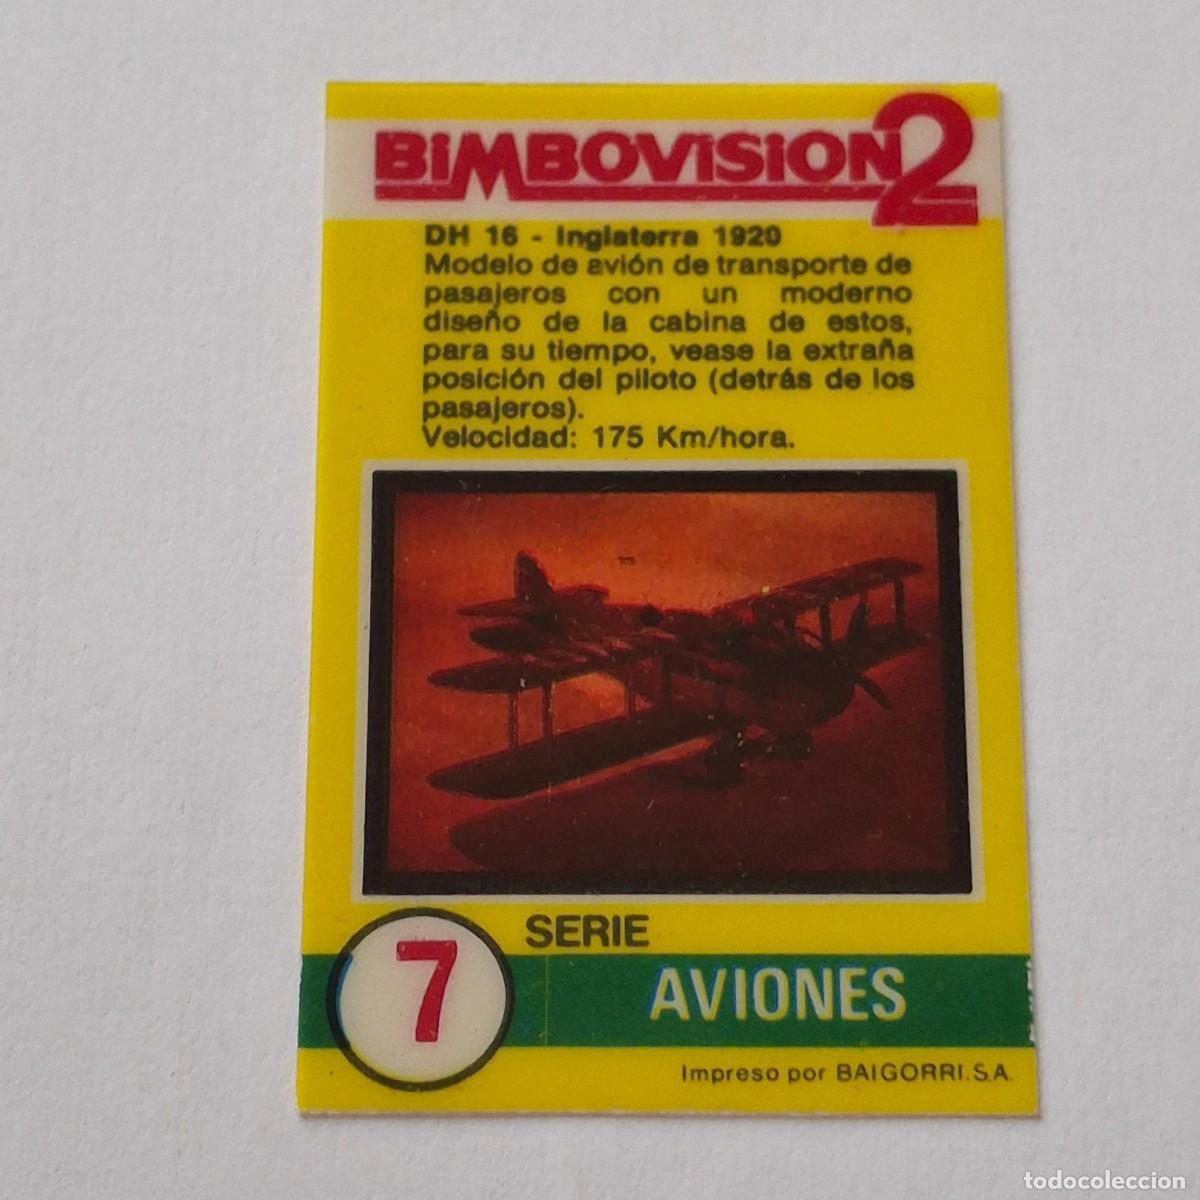 BiMBOViSiON2
DH 16 - Inglaterra 1920
Modelo de avión de transporte de
pasajeros con un moderno
diseño de la cabina de estos,
para su tiempo, vease la extraña
posición del piloto (detrás de los
pasajeros).
Velocidad: 175 Km/hora.
SERIE
7
AVIONES
Impreso por BAIGORRI.S.A.
todocoleccion